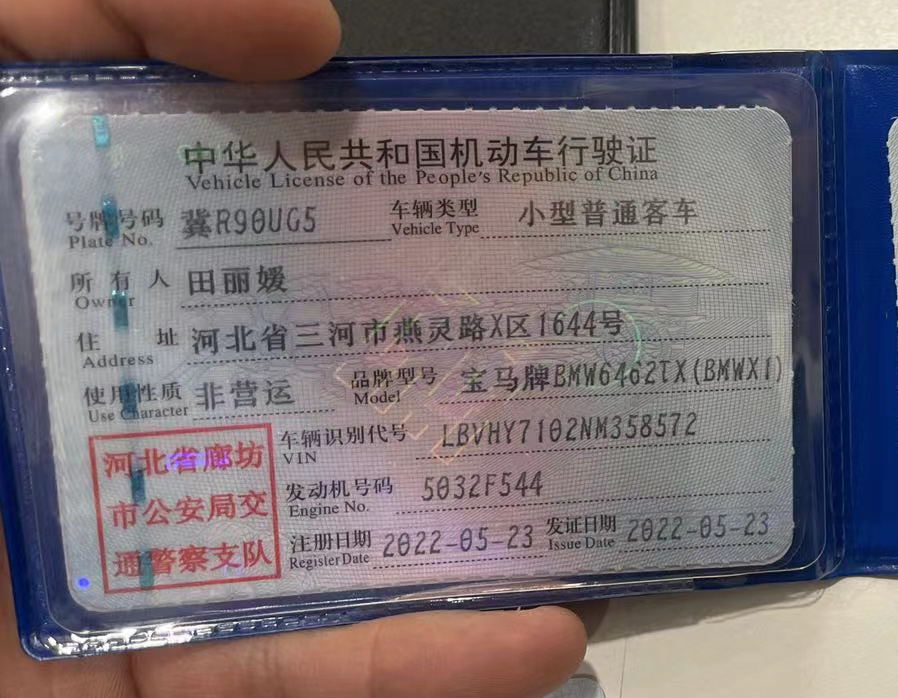 中华人民共和国机动车行驶证
Vehicle License of the People's Republic of China
号牌号码 冀R90UG5 车辆类型 小型普通客车
Plate No. Vehicle Type
所有人 田丽媛
Owner
住址 河北省三河市燕灵路X区1644号
Address
使用性质 非营运 品牌型号 宝马牌BMW6462TX(BMWX1)
Use Character Model
车辆识别代号 LBVHY7102NM358572
VIN
发动机号码 5032F544
Engine No.
注册日期 2022-05-23 发证日期 2022-05-23
Register Date Issue Date
河北省廊坊
市公安局交
通警察支队